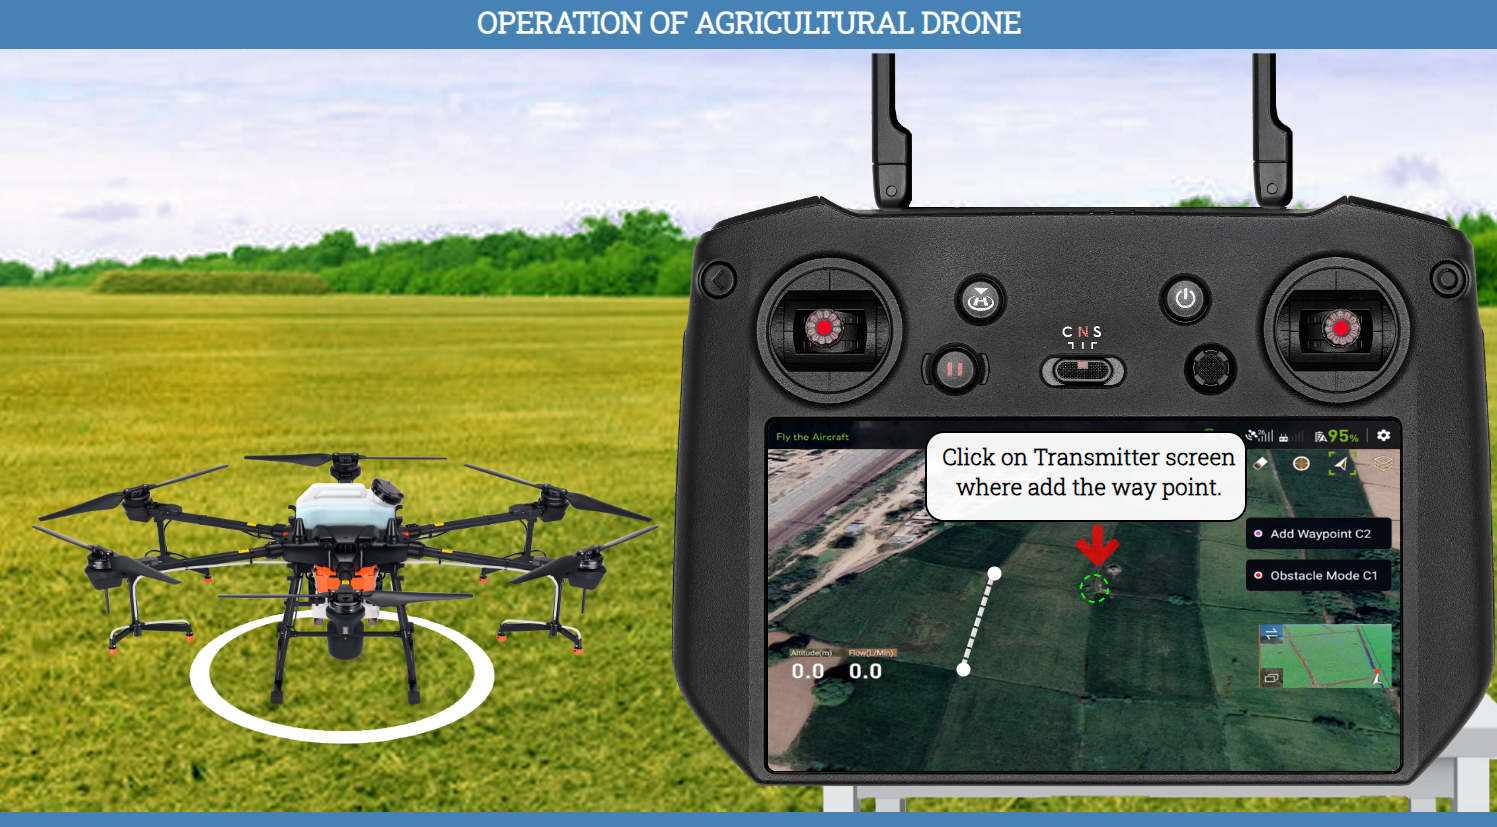 OPERATION OF AGRICULTURAL DRONE
C N S
Fly the Aircraft
95%
Click on Transmitter screen
where add the way point.
Add Waypoint C2
Obstacle Mode C1
Altitude(m) Flow(L/Min)
0.0 0.0